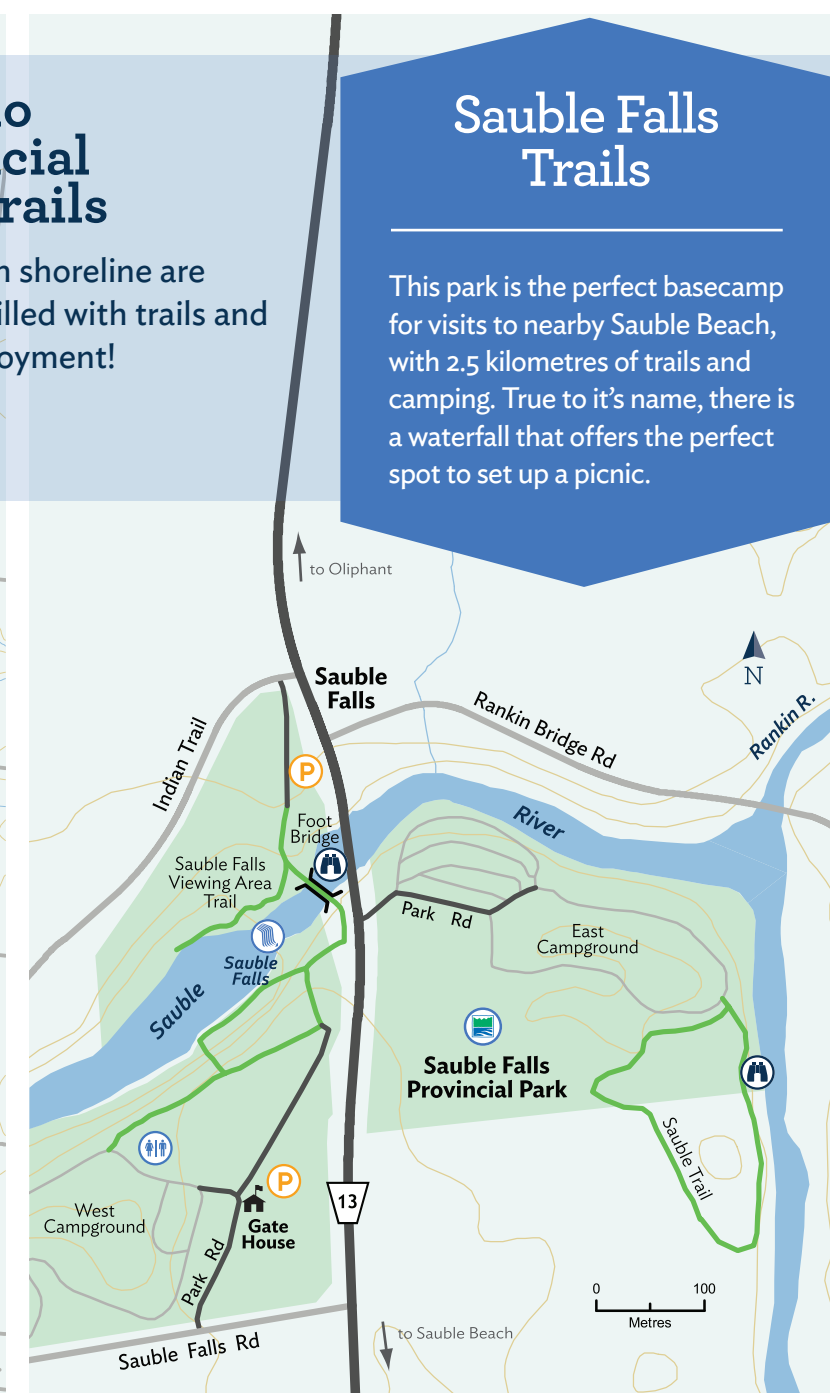 o
cial
rails
n shoreline are
illed with trails and
oyment!
Sauble Falls
Trails
This park is the perfect basecamp
for visits to nearby Sauble Beach,
with 2.5 kilometres of trails and
camping. True to it's name, there is
a waterfall that offers the perfect
spot to set up a picnic.
to Oliphant
N
Sauble
Falls
Rankin Bridge Rd
Rankin R.
Indian Trail
P
Foot
Bridge
River
Sauble Falls
Viewing Area
Trail
Park Rd
East
Campground
Sauble
Falls
Sauble
Sauble Falls
Provincial Park
Sauble Trail
P
13
West
Campground
Gate
House
Park Rd
0 100
Metres
to Sauble Beach
Sauble Falls Rd